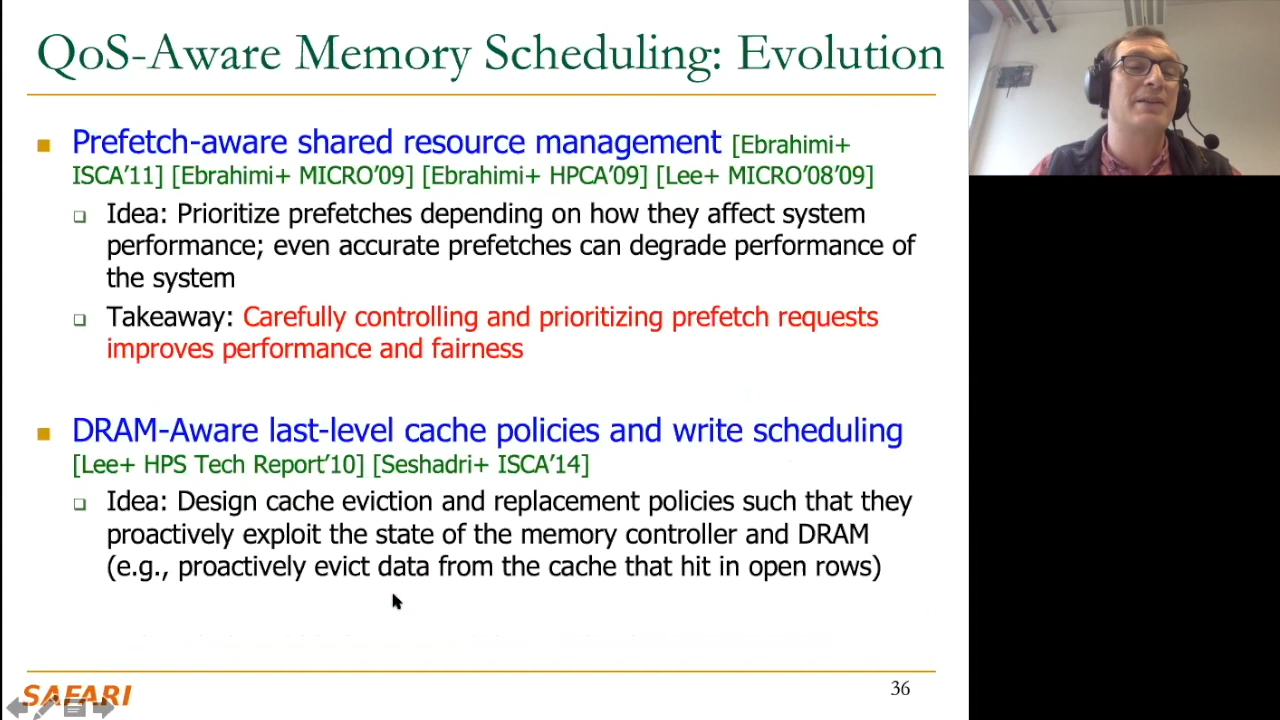 QoS-Aware Memory Scheduling: Evolution
Prefetch-aware shared resource management [Ebrahimi+
ISCA'11] [Ebrahimi+ MICRO'09] [Ebrahimi+ HPCA'09] [Lee+ MICRO'08'09]
Idea: Prioritize prefetches depending on how they affect system
performance; even accurate prefetches can degrade performance of
the system
Takeaway: Carefully controlling and prioritizing prefetch requests
improves performance and fairness
DRAM-Aware last-level cache policies and write scheduling
[Lee+ HPS Tech Report'10] [Seshadri+ ISCA'14]
Idea: Design cache eviction and replacement policies such that they
proactively exploit the state of the memory controller and DRAM
(e.g., proactively evict data from the cache that hit in open rows)
SAFARI
36